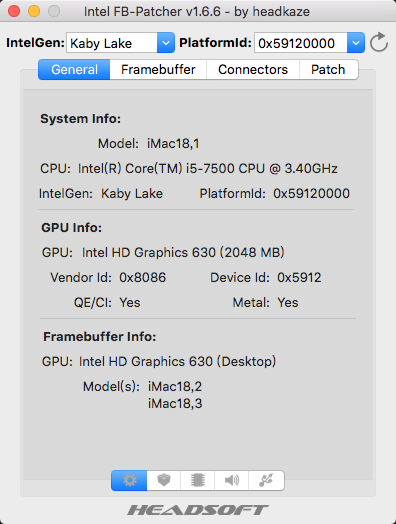 Intel FB-Patcher v1.6.6 - by headkaze
IntelGen: Kaby Lake PlatformId: 0x59120000
General Framebuffer Connectors Patch
System Info:
Model: iMac18,1
CPU: Intel(R) Core(TM) i5-7500 CPU @ 3.40GHz
IntelGen: Kaby Lake PlatformId: 0x59120000
GPU Info:
GPU: Intel HD Graphics 630 (2048 MB)
Vendor Id: 0x8086 Device Id: 0x5912
QE/CI: Yes Metal: Yes
Framebuffer Info:
GPU: Intel HD Graphics 630 (Desktop)
Model(s): iMac18,2
iMac18,3
HEADSOFT